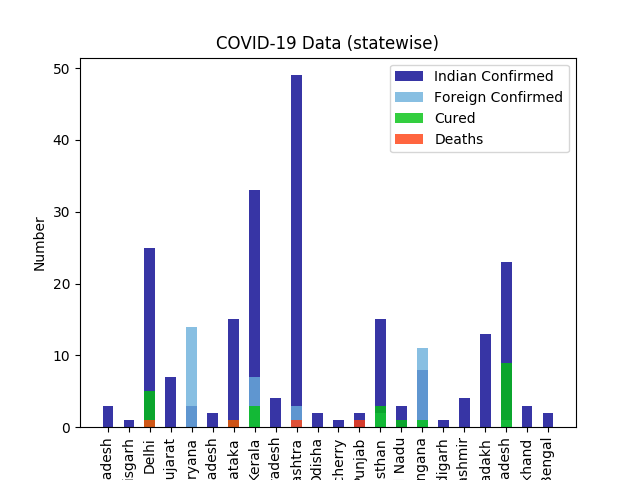 COVID-19 Data (statewise)
Indian Confirmed
Foreign Confirmed
Cured
Deaths
Number
50
40
30
20
10
0
adesh
isgarh
Delhi
ujarat
ryana
adesh
ataka
Kerala
adesh
ashtra
Odisha
cherry
Punjab
sthan
Nadu
ngana
digarh
shmir
adakh
adesh
khand
Bengal